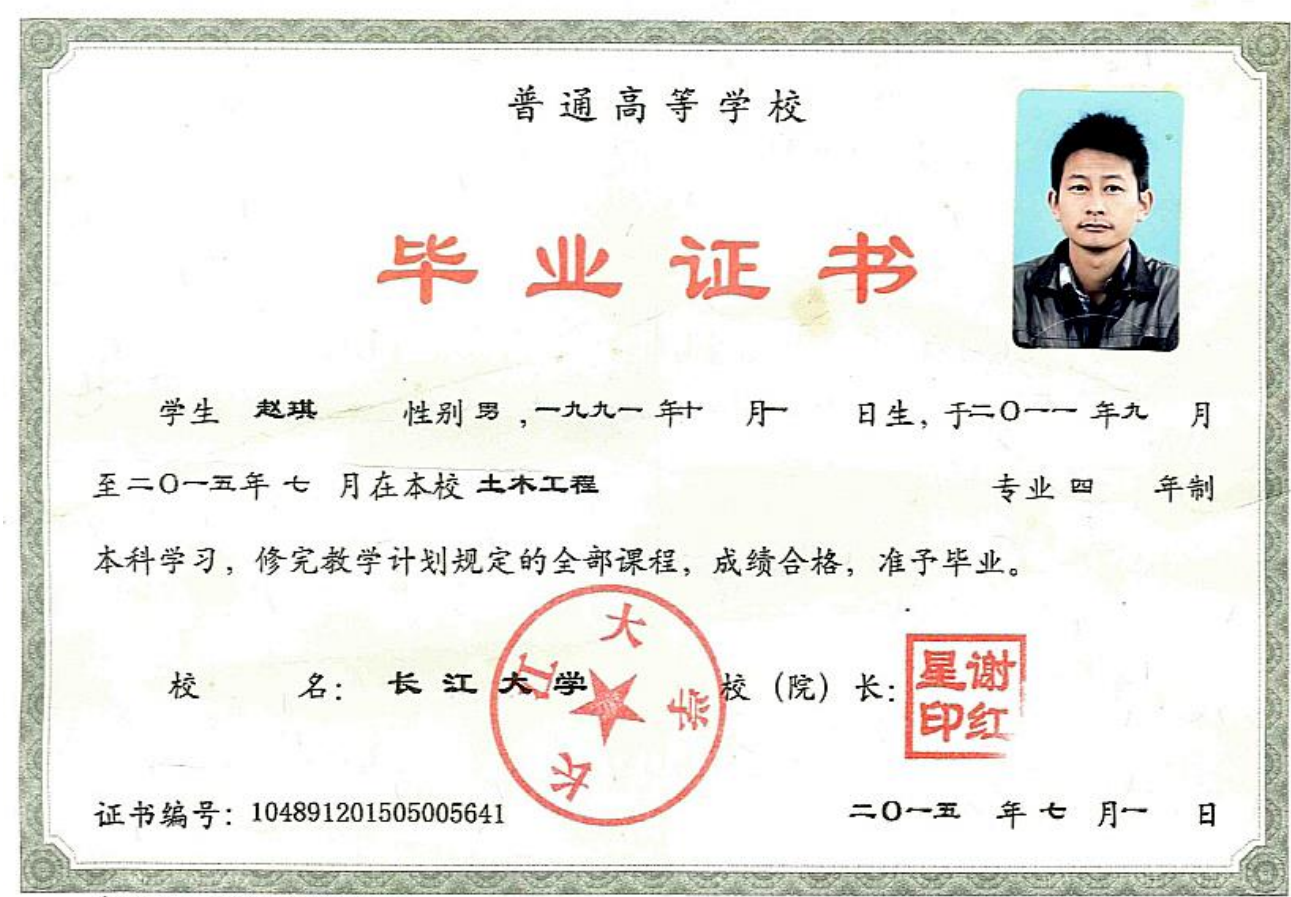 普通高等学校
毕业证书
学生 赵琪 性别 男 ,一九九一 年十 月一 日生, 于二〇一一 年九 月
至二〇一五年 七 月在本校 土木工程 专业 四 年制
本科学习, 修完教学计划规定的全部课程, 成绩合格, 准予毕业。
校 名: 长江大学 校 (院) 长:
长江大学
谢红星印
证书编号: 104891201505005641
二〇一五 年 七 月一 日